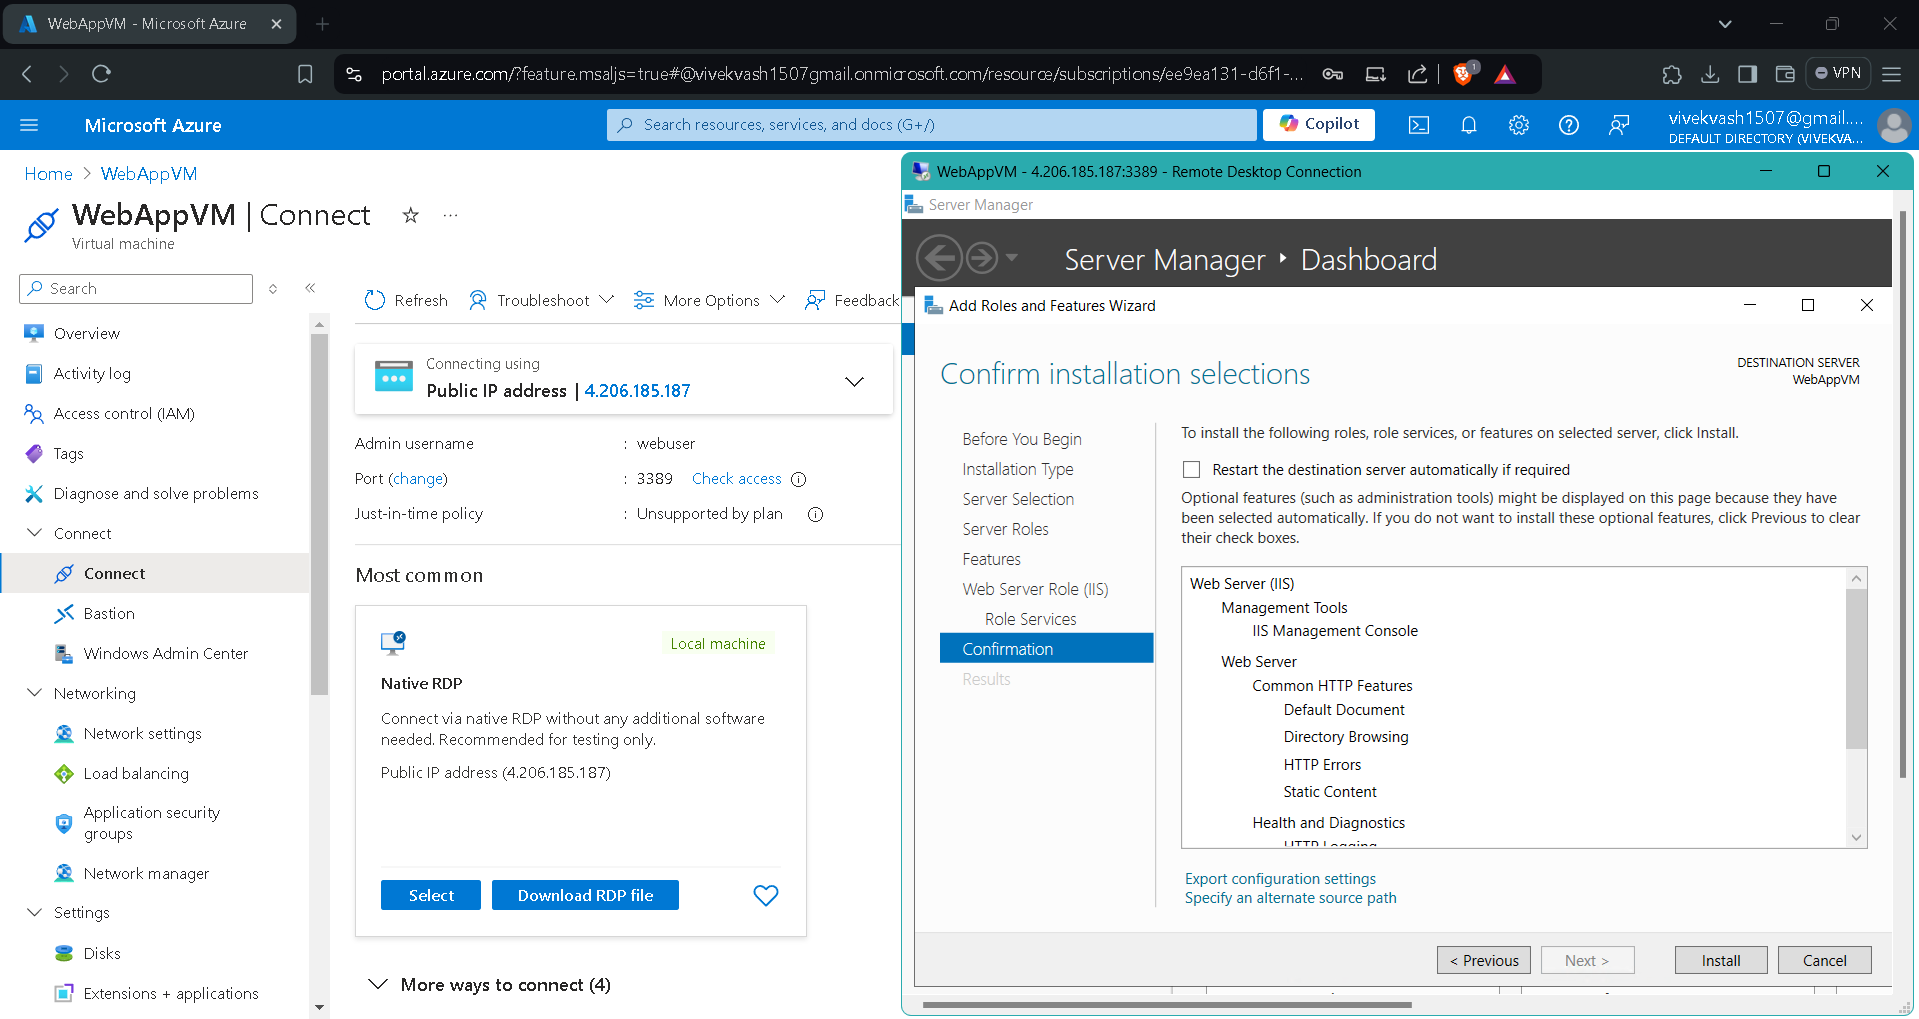 WebAppVM - Microsoft Azure
portal.azure.com/?feature.msaljs=true#@vivekvash1507gmail.onmicrosoft.com/resource/subscriptions/ee9ea131-d6f1-...
1
VPN
Microsoft Azure
Search resources, services, and docs (G+/)
Copilot
vivekvash1507@gmail....
DEFAULT DIRECTORY (VIVEKVA...
Home > WebAppVM
WebAppVM | Connect
Virtual machine
Search
Overview
Activity log
Access control (IAM)
Tags
Diagnose and solve problems
Connect
Connect
Bastion
Windows Admin Center
Networking
Network settings
Load balancing
Application security
groups
Network manager
Settings
Disks
Extensions + applications
Refresh
Troubleshoot
More Options
Feedback
Connecting using
Public IP address | 4.206.185.187
Admin username : webuser
Port (change) : 3389 Check access
Just-in-time policy : Unsupported by plan
Most common
Local machine
Native RDP
Connect via native RDP without any additional software
needed. Recommended for testing only.
Public IP address (4.206.185.187)
Select
Download RDP file
More ways to connect (4)
WebAppVM - 4.206.185.187:3389 - Remote Desktop Connection
Server Manager
Server Manager ‣ Dashboard
Add Roles and Features Wizard
Confirm installation selections
DESTINATION SERVER
WebAppVM
Before You Begin
Installation Type
Server Selection
Server Roles
Features
Web Server Role (IIS)
Role Services
Confirmation
Results
To install the following roles, role services, or features on selected server, click Install.
Restart the destination server automatically if required
Optional features (such as administration tools) might be displayed on this page because they have
been selected automatically. If you do not want to install these optional features, click Previous to clear
their check boxes.
Web Server (IIS)
Management Tools
IIS Management Console
Web Server
Common HTTP Features
Default Document
Directory Browsing
HTTP Errors
Static Content
Health and Diagnostics
HTTP Logging
Export configuration settings
Specify an alternate source path
< Previous
Next >
Install
Cancel